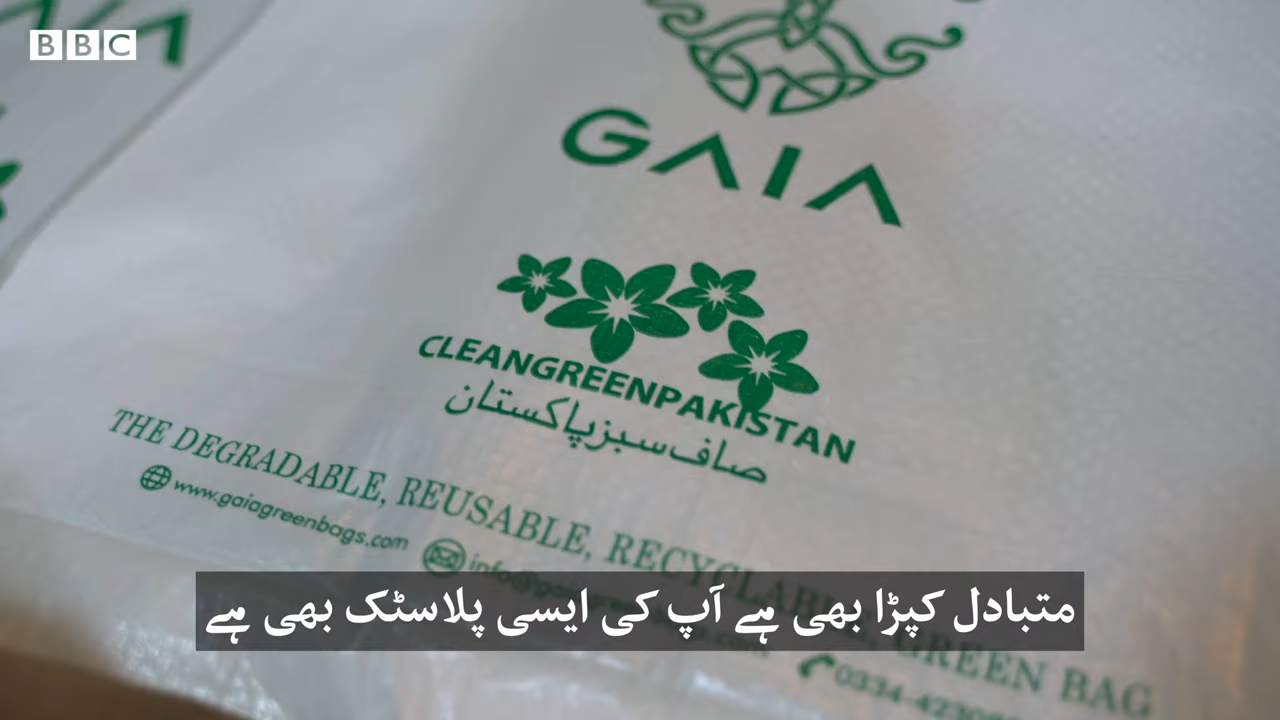 BBC
GAIA
CLEANGREENPAKISTAN
صاف سبز پاکستان
THE DEGRADABLE, REUSABLE, RECYCLABLE, GREEN BAG
www.gaiagreenbags.com
متبادل کپڑا بھی ہے آپ کی ایسی پلاسٹک بھی ہے